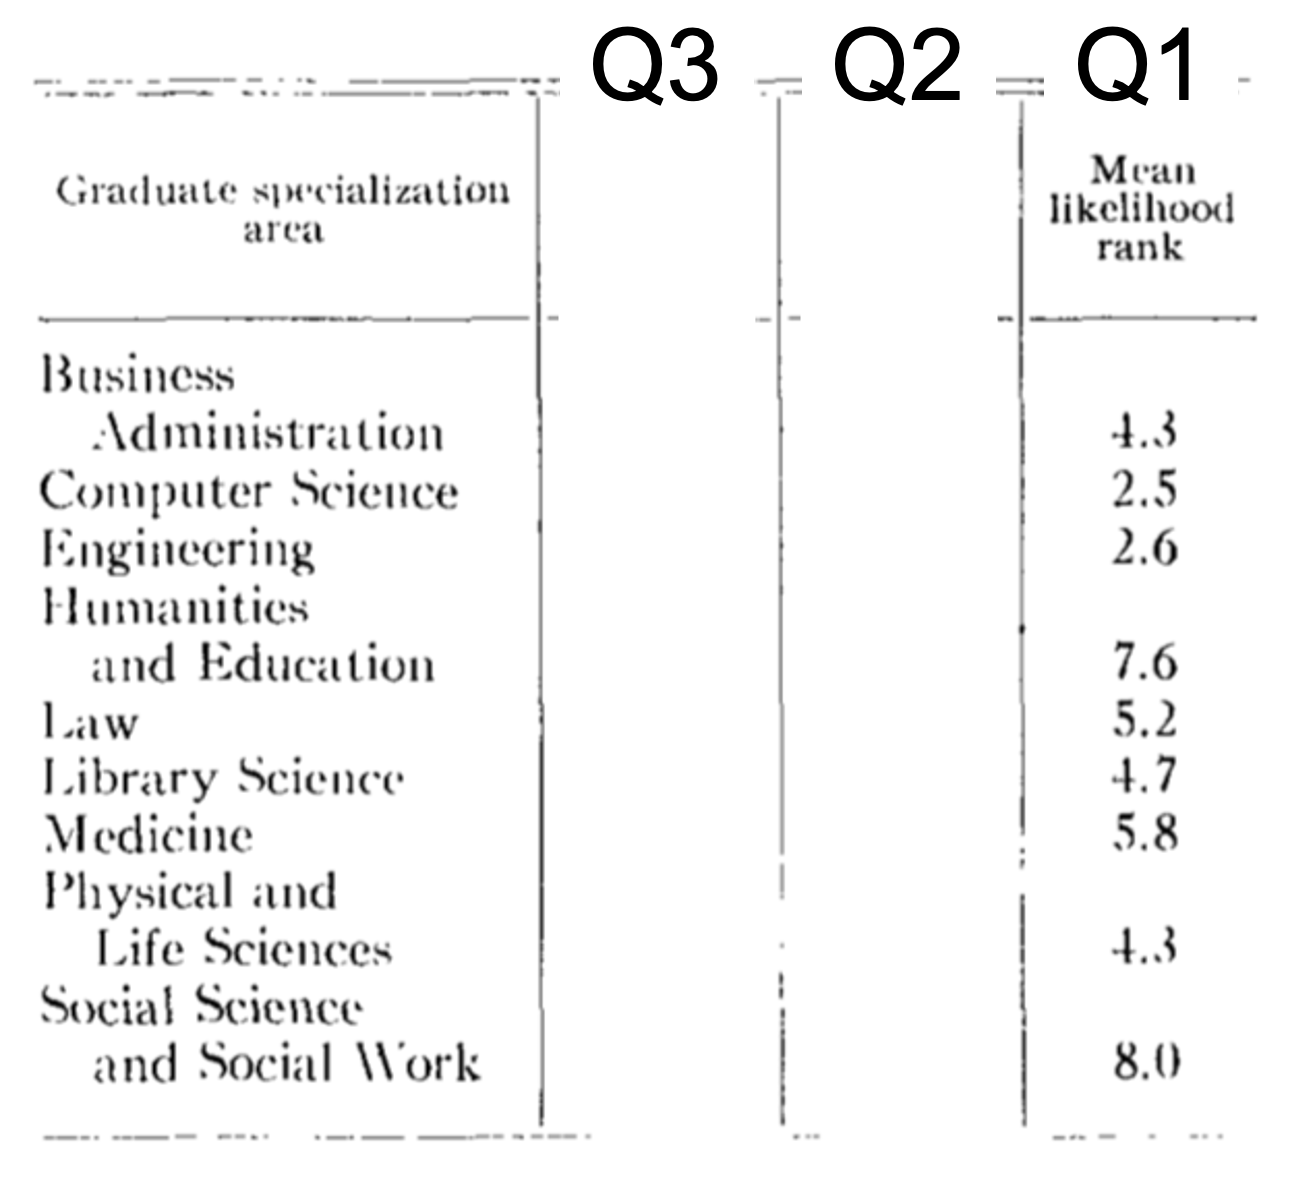 Q3 Q2 Q1
Graduate specialization
area
Mean
likelihood
rank
Business
Administration 4.3
Computer Science 2.5
Engineering 2.6
Humanities
and Education 7.6
Law 5.2
Library Science 4.7
Medicine 5.8
Physical and
Life Sciences 4.3
Social Science
and Social Work 8.0